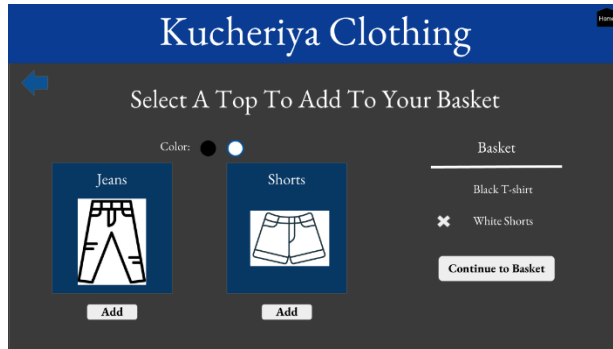 Kucheriya Clothing
Home
Select A Top To Add To Your Basket
Color:
Jeans
Shorts
Add
Add
Basket
Black T-shirt
White Shorts
Continue to Basket